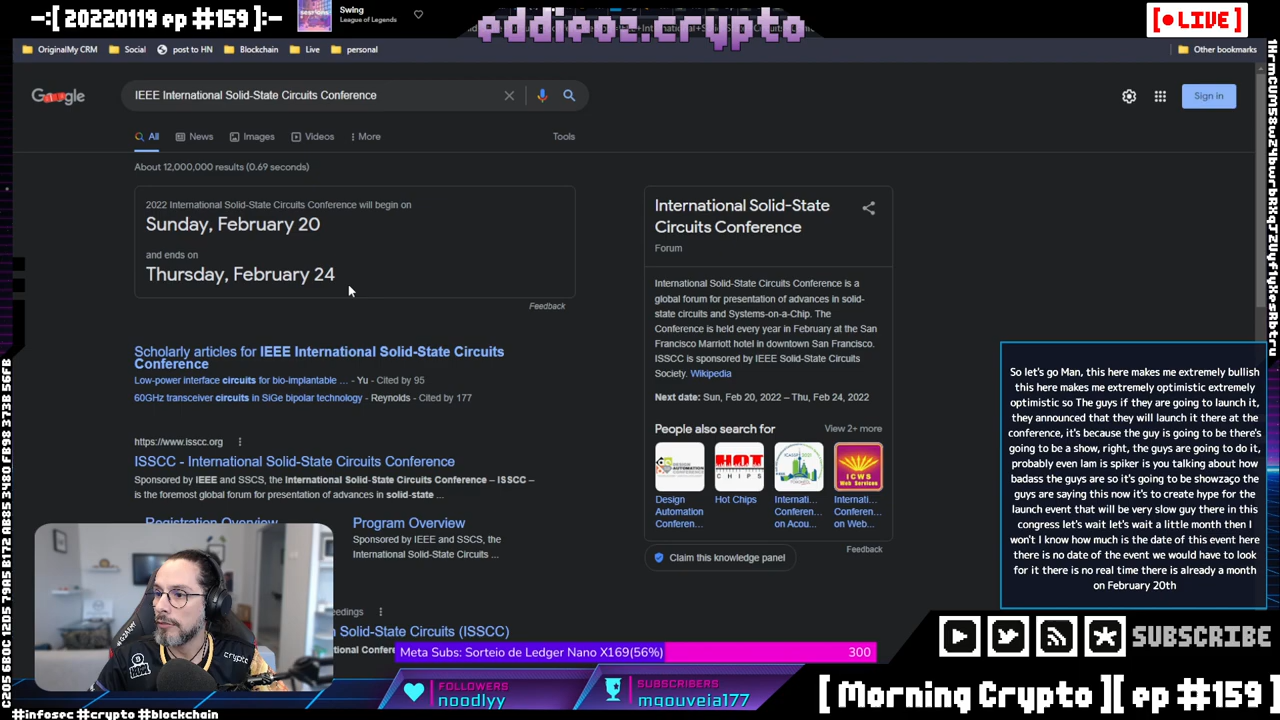 —:[ 20220119 ep #159 ]:—
Swing
League of Legends
eddieoz.crypto
[● LIVE]
OriginalMy CRM
Social
post to HN
Blockchain
Live
personal
Other bookmarks
Google
IEEE International Solid-State Circuits Conference
Sign in
All
News
Images
Videos
More
Tools
About 12,000,000 results (0.69 seconds)
2022 International Solid-State Circuits Conference will begin on
Sunday, February 20
and ends on
Thursday, February 24
Feedback
Scholarly articles for IEEE International Solid-State Circuits
Conference
Low-power interface circuits for bio-implantable ... - Yu - Cited by 95
60GHz transceiver circuits in SiGe bipolar technology - Reynolds - Cited by 177
https://www.isscc.org
ISSCC - International Solid-State Circuits Conference
Sponsored by IEEE and International Solid-State Circuits Conference – ISSCC –
most global forum for presentation of advances in solid-state ...
Registration Overview
Program Overview
Sponsored by IEEE and SSCS, the
International Solid-State Circuits ...
eedings
n Solid-State Circuits (ISSCC)
International Solid-State
Circuits Conference
Forum
International Solid-State Circuits Conference is a
global forum for presentation of advances in solid-
state circuits and Systems-on-a-Chip. The
Conference is held every year in February at the San
Francisco Marriott hotel in downtown San Francisco.
ISSCC is sponsored by IEEE Solid-State Circuits
Society. Wikipedia
Next date: Sun, Feb 20, 2022 – Thu, Feb 24, 2022
People also search for
View 2+ more
HOT
CHIPS
ICWS
Web Services
Design
Automation
Conferen...
Hot Chips
Internati...
Conferen...
on Acou...
Internati...
Conferen...
on Web...
Feedback
Claim this knowledge panel
So let's go Man, this here makes me extremely bullish
this here makes me extremely optimistic extremely
optimistic so The guys if they are going to launch it,
they announced that they will launch it there at the
conference, it's because the guy is going to be there's
going to be a show, right, the guys are going to do it,
probably even lami is over is you talking about how
badass the guys are so it's going to be showzaço the
guys are saying this now it's to create hype for the
launch event that will be very slow guy there in this
congress let's wait let's wait a little month then I
won't I know how much is the date of this event here
there is no date of the event we would have to look
for it there is no real time there is already a month
on February 20th
SUBSCRIBE
Meta Subs: Sorteio de Ledger Nano X169(56%)
300
FOLLOWERS
noodlyy
SUBSCRIBERS
mgouveia177
[ Morning Crypto ][ ep #159 ]
#infosec #crypto #blockchain